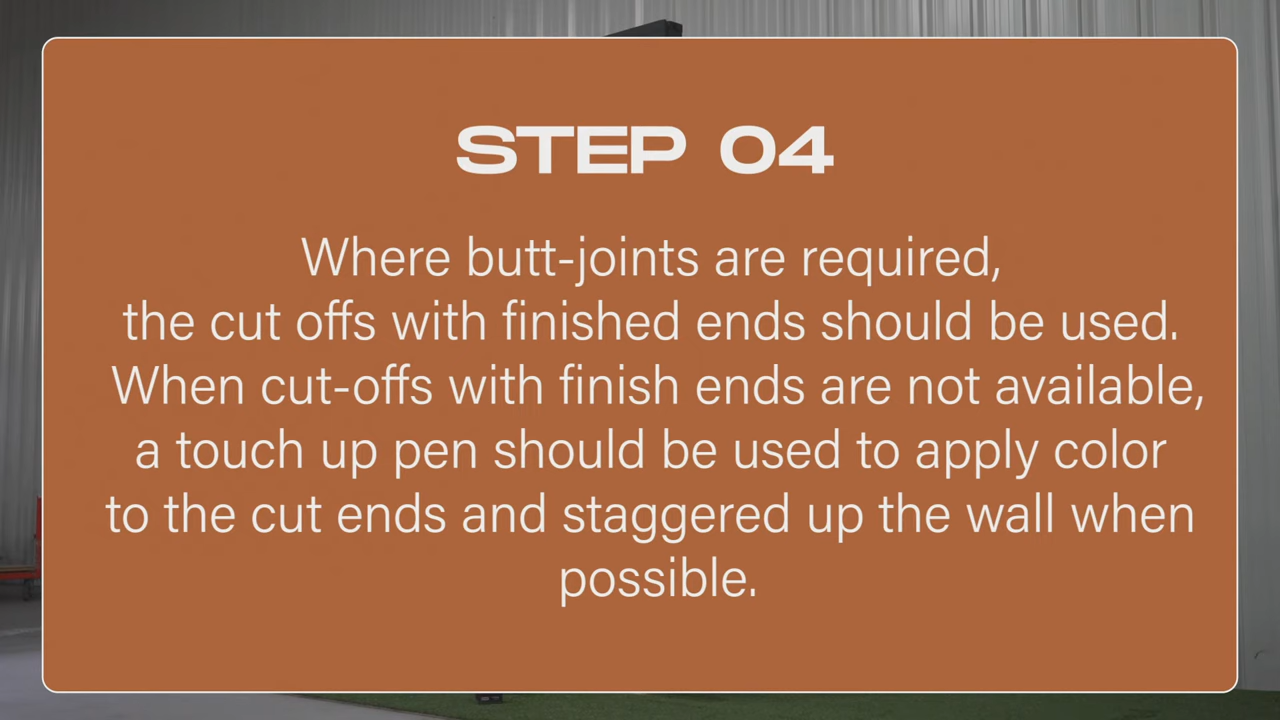 STEP 04
Where butt-joints are required,
the cut offs with finished ends should be used.
When cut-offs with finish ends are not available,
a touch up pen should be used to apply color
to the cut ends and staggered up the wall when
possible.